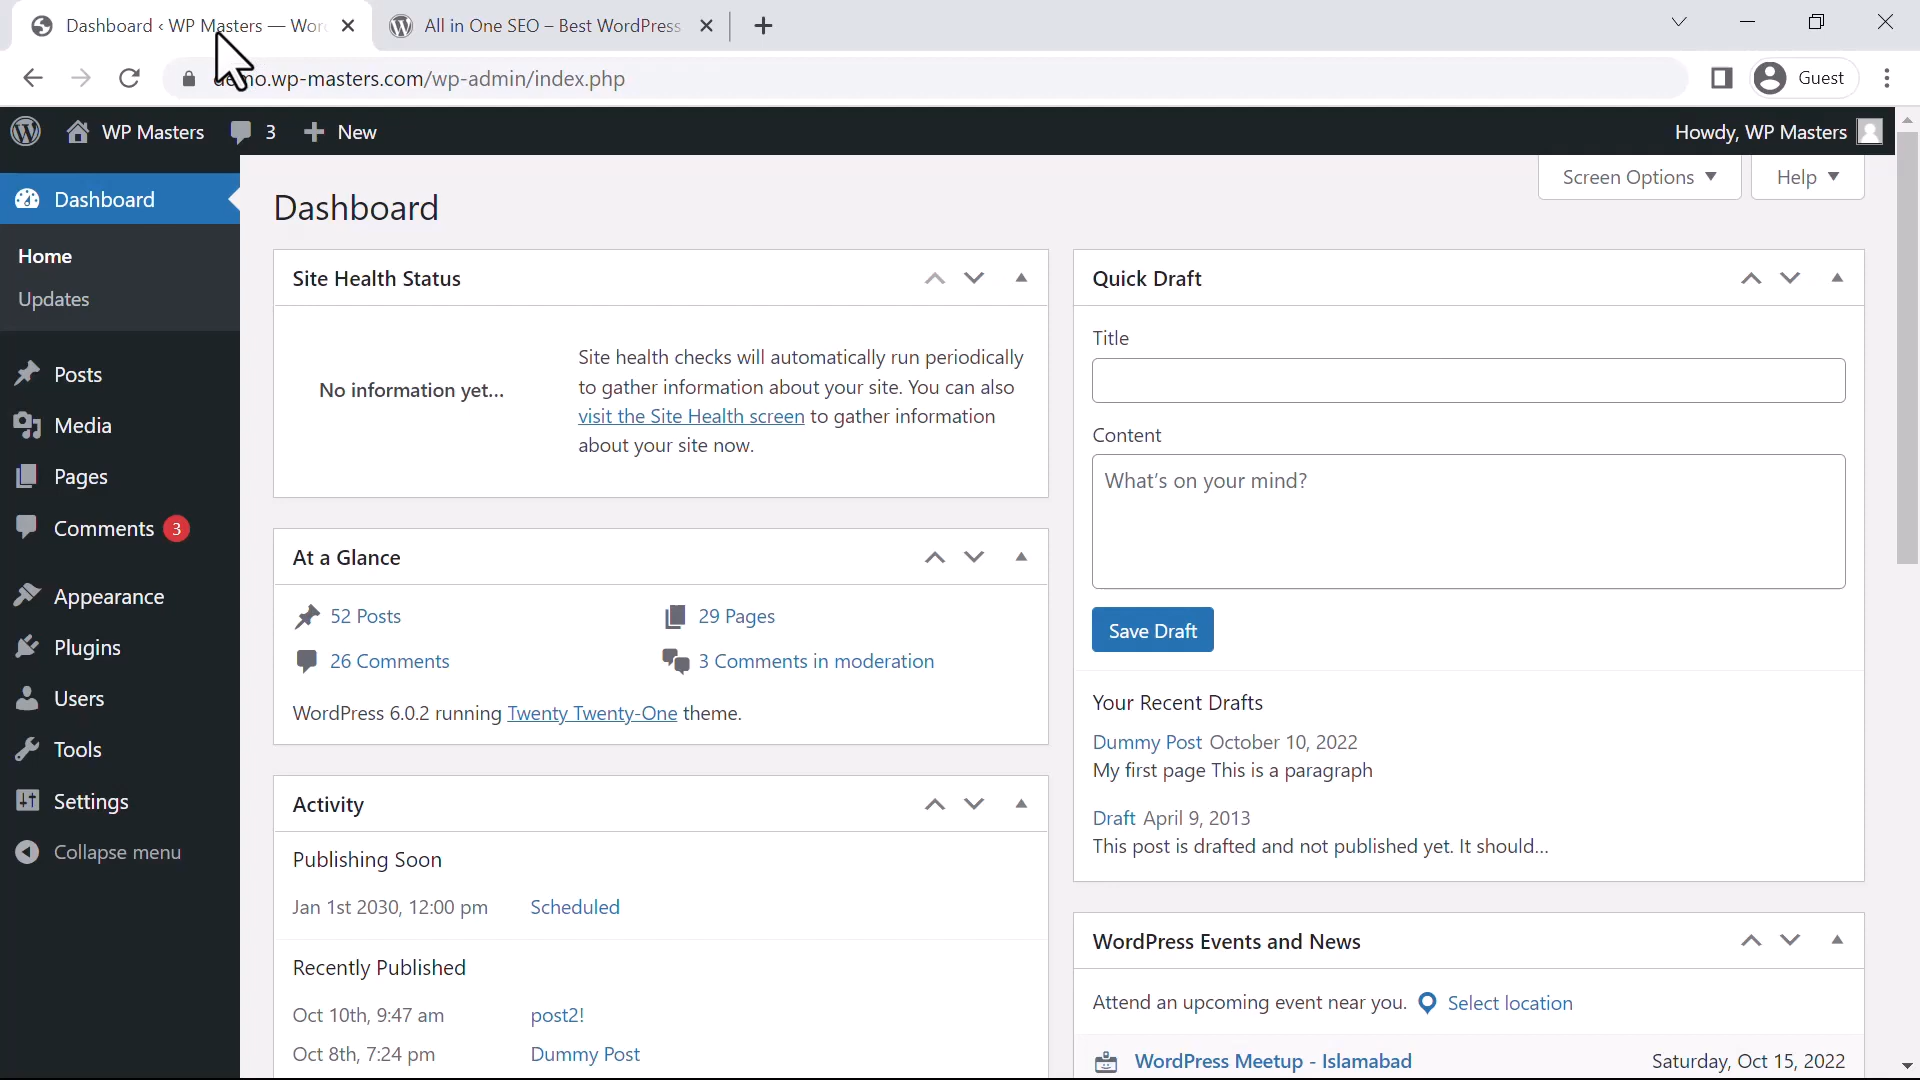 Dashboard ‹ WP Masters — Wor
All in One SEO – Best WordPress
demo.wp-masters.com/wp-admin/index.php
Guest
WP Masters
3
New
Howdy, WP Masters
Screen Options
Help
Dashboard
Home
Updates
Posts
Media
Pages
Comments 3
Appearance
Plugins
Users
Tools
Settings
Collapse menu
Dashboard
Site Health Status
No information yet...
Site health checks will automatically run periodically
to gather information about your site. You can also
visit the Site Health screen to gather information
about your site now.
At a Glance
52 Posts
29 Pages
26 Comments
3 Comments in moderation
WordPress 6.0.2 running Twenty Twenty-One theme.
Activity
Publishing Soon
Jan 1st 2030, 12:00 pm
Scheduled
Recently Published
Oct 10th, 9:47 am
post2!
Oct 8th, 7:24 pm
Dummy Post
Quick Draft
Title
Content
What's on your mind?
Save Draft
Your Recent Drafts
Dummy Post October 10, 2022
My first page This is a paragraph
Draft April 9, 2013
This post is drafted and not published yet. It should...
WordPress Events and News
Attend an upcoming event near you.
Select location
WordPress Meetup - Islamabad
Saturday, Oct 15, 2022